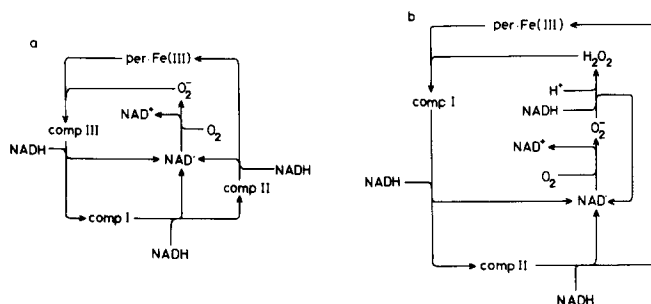 a
per·Fe(III)
O₂⁻
NAD⁺
O₂
comp III
NADH
NAD·
NADH
comp II
comp I
NADH
b
per·Fe(III)
H₂O₂
H⁺
comp I
NADH
O₂⁻
NAD⁺
O₂
NADH
NAD·
comp II
NADH